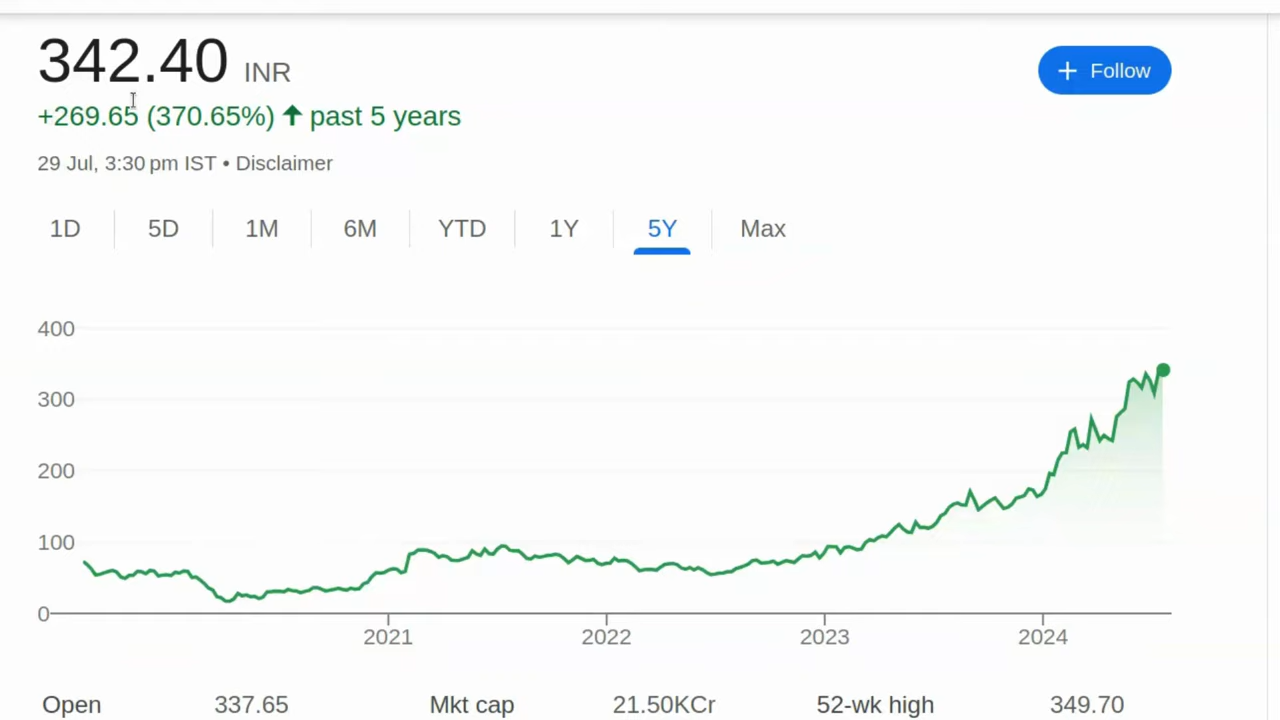 342.40 INR
+ Follow
+269.65 (370.65%) ↑ past 5 years
29 Jul, 3:30 pm IST • Disclaimer
1D 5D 1M 6M YTD 1Y 5Y Max
400
300
200
100
0
2021 2022 2023 2024
Open 337.65 Mkt cap 21.50KCr 52-wk high 349.70